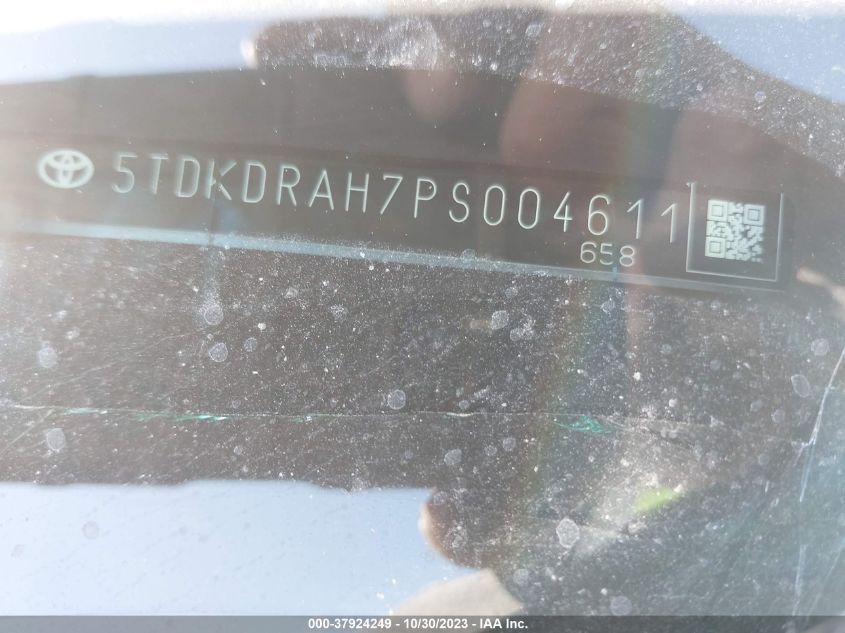 5TDKDRAH7PS004611
658
000-37924249 - 10/30/2023 - IAA Inc.